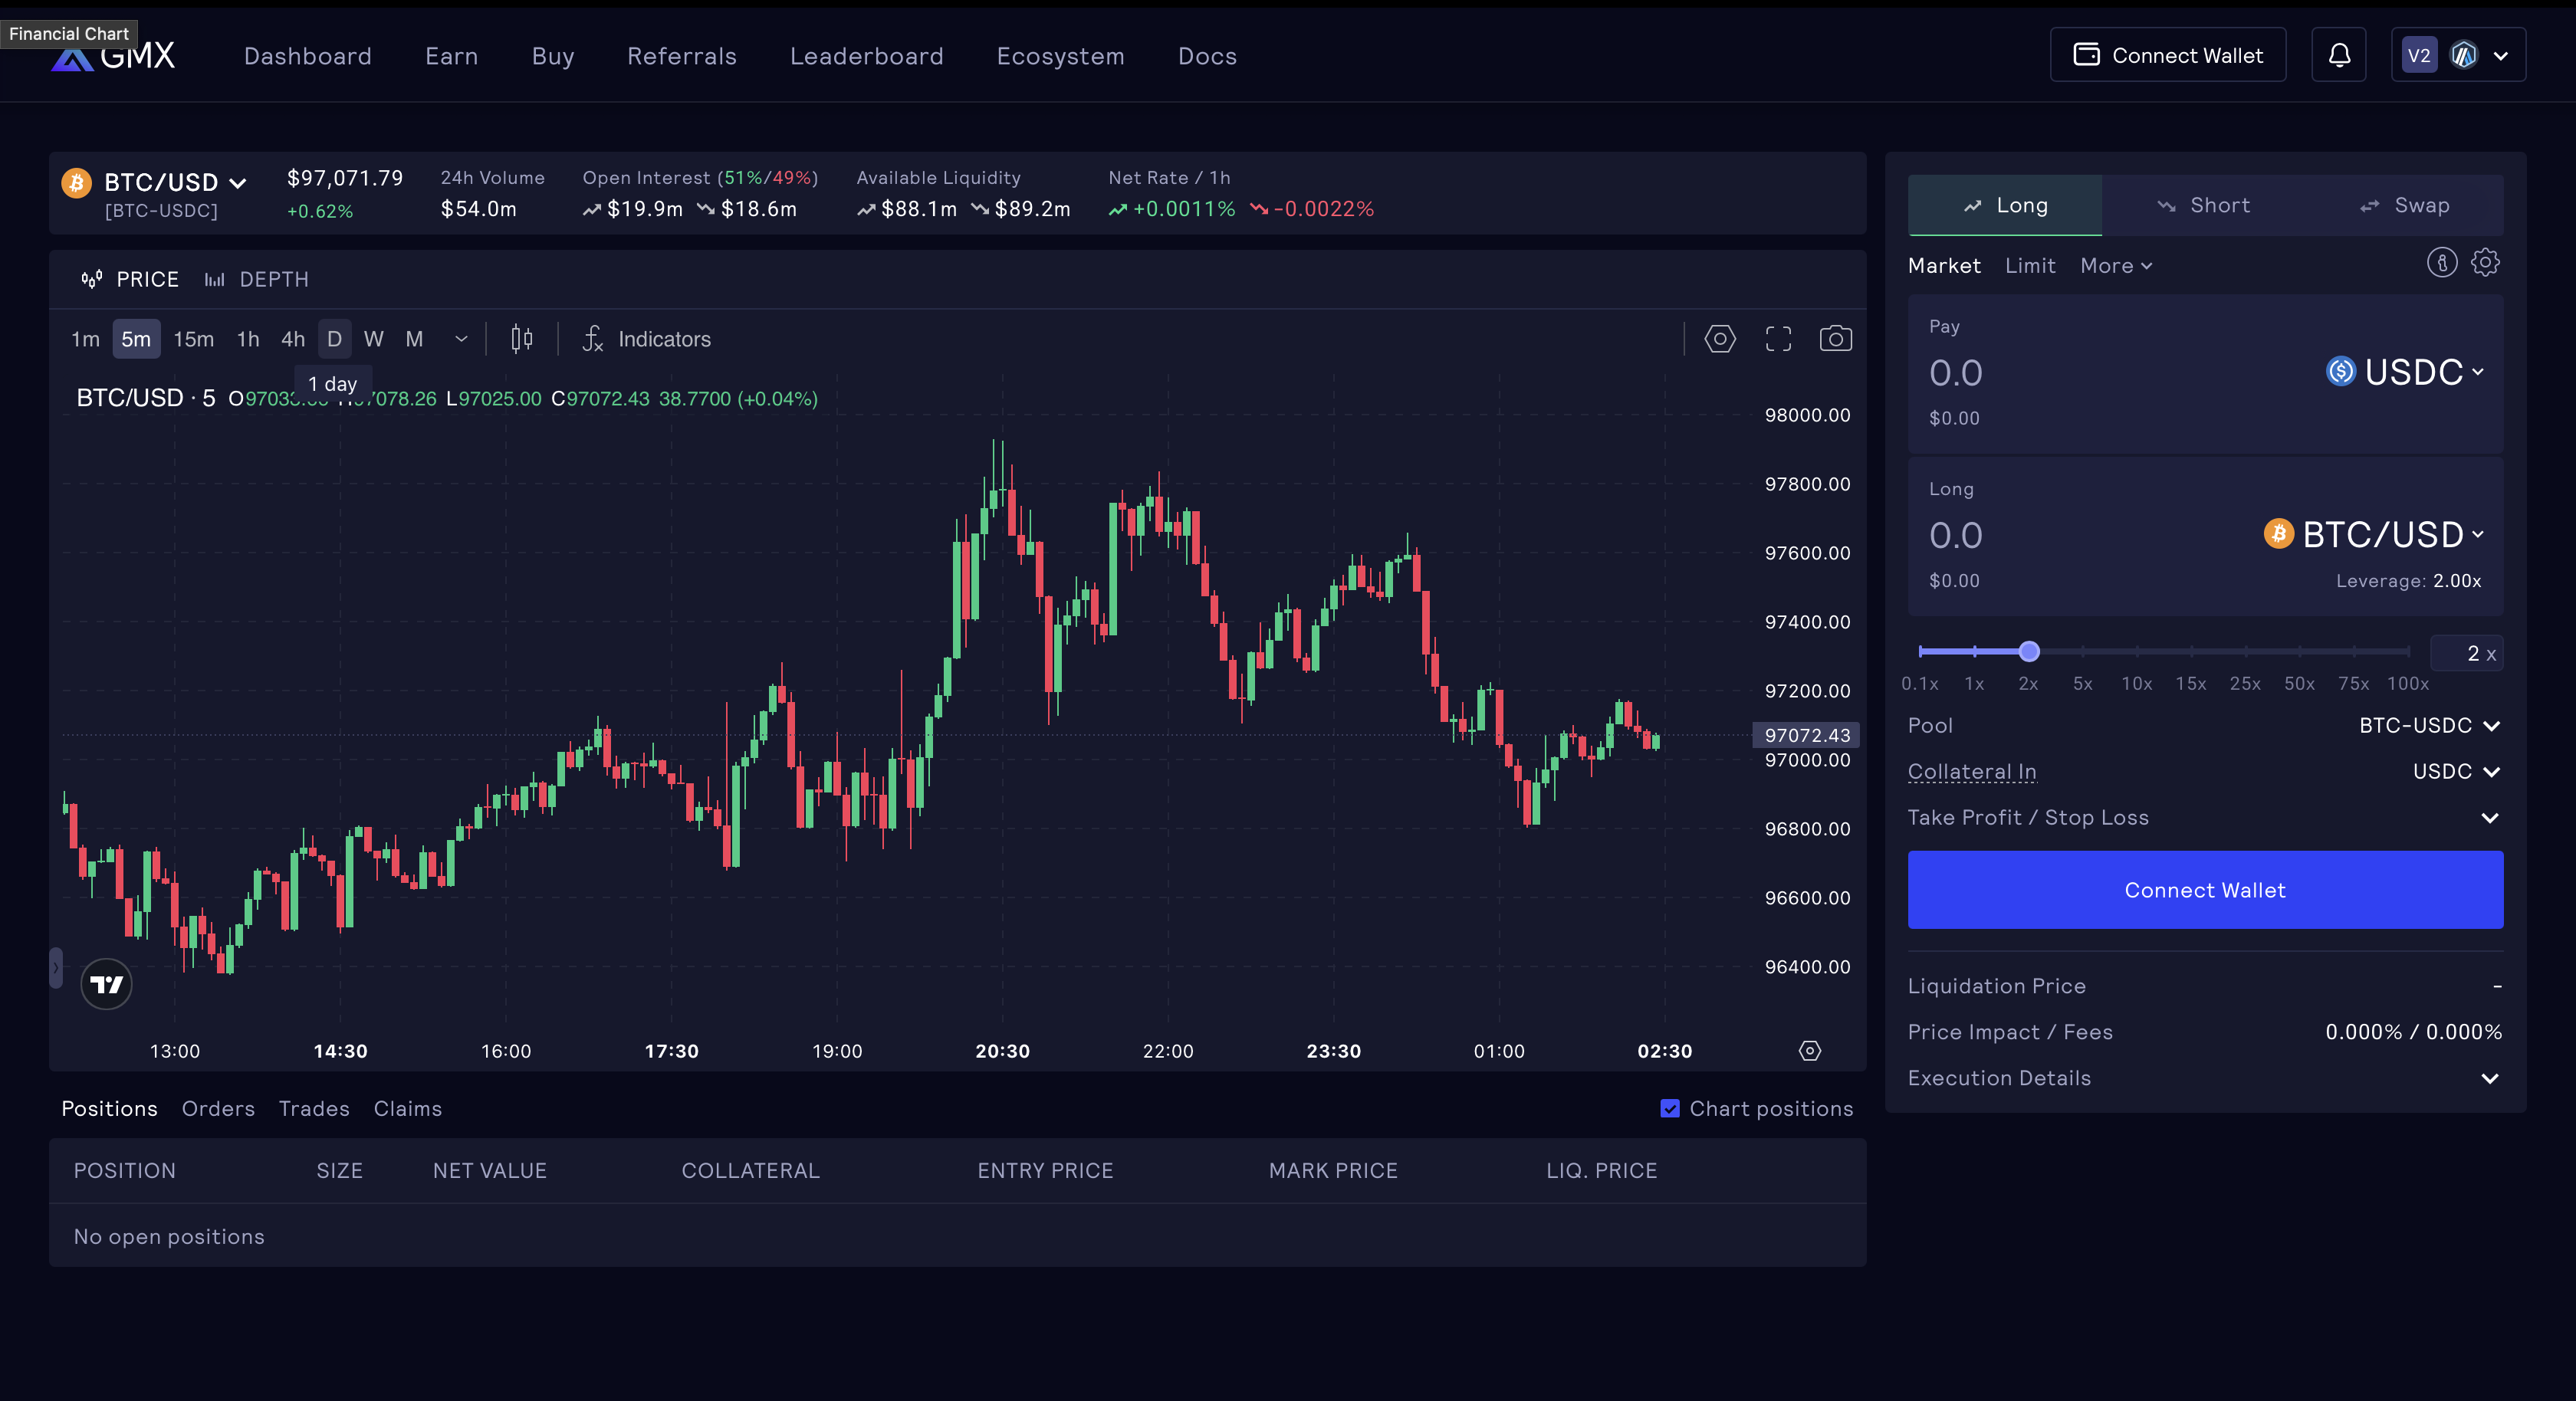 Financial Chart
GMX
Dashboard Earn Buy Referrals Leaderboard Ecosystem Docs
Connect Wallet
V2
BTC/USD
[BTC-USDC]
$97,071.79
+0.62%
24h Volume
$54.0m
Open Interest (51%/49%)
$19.9m $18.6m
Available Liquidity
$88.1m $89.2m
Net Rate / 1h
+0.0011% -0.0022%
PRICE DEPTH
1m 5m 15m 1h 4h D W M
Indicators
1 day
BTC/USD · 5 L97025.00 C97072.43 38.7700 (+0.04%)
98000.00
97800.00
97600.00
97400.00
97200.00
97072.43
97000.00
96800.00
96600.00
96400.00
13:00 14:30 16:00 17:30 19:00 20:30 22:00 23:30 01:00 02:30
Positions Orders Trades Claims
Chart positions
POSITION SIZE NET VALUE COLLATERAL ENTRY PRICE MARK PRICE LIQ. PRICE
No open positions
Long Short Swap
Market Limit More
Pay
0.0 USDC
$0.00
Long
0.0 BTC/USD
$0.00 Leverage: 2.00x
2 x
0.1x 1x 2x 5x 10x 15x 25x 50x 75x 100x
Pool BTC-USDC
Collateral In USDC
Take Profit / Stop Loss
Connect Wallet
Liquidation Price -
Price Impact / Fees 0.000% / 0.000%
Execution Details